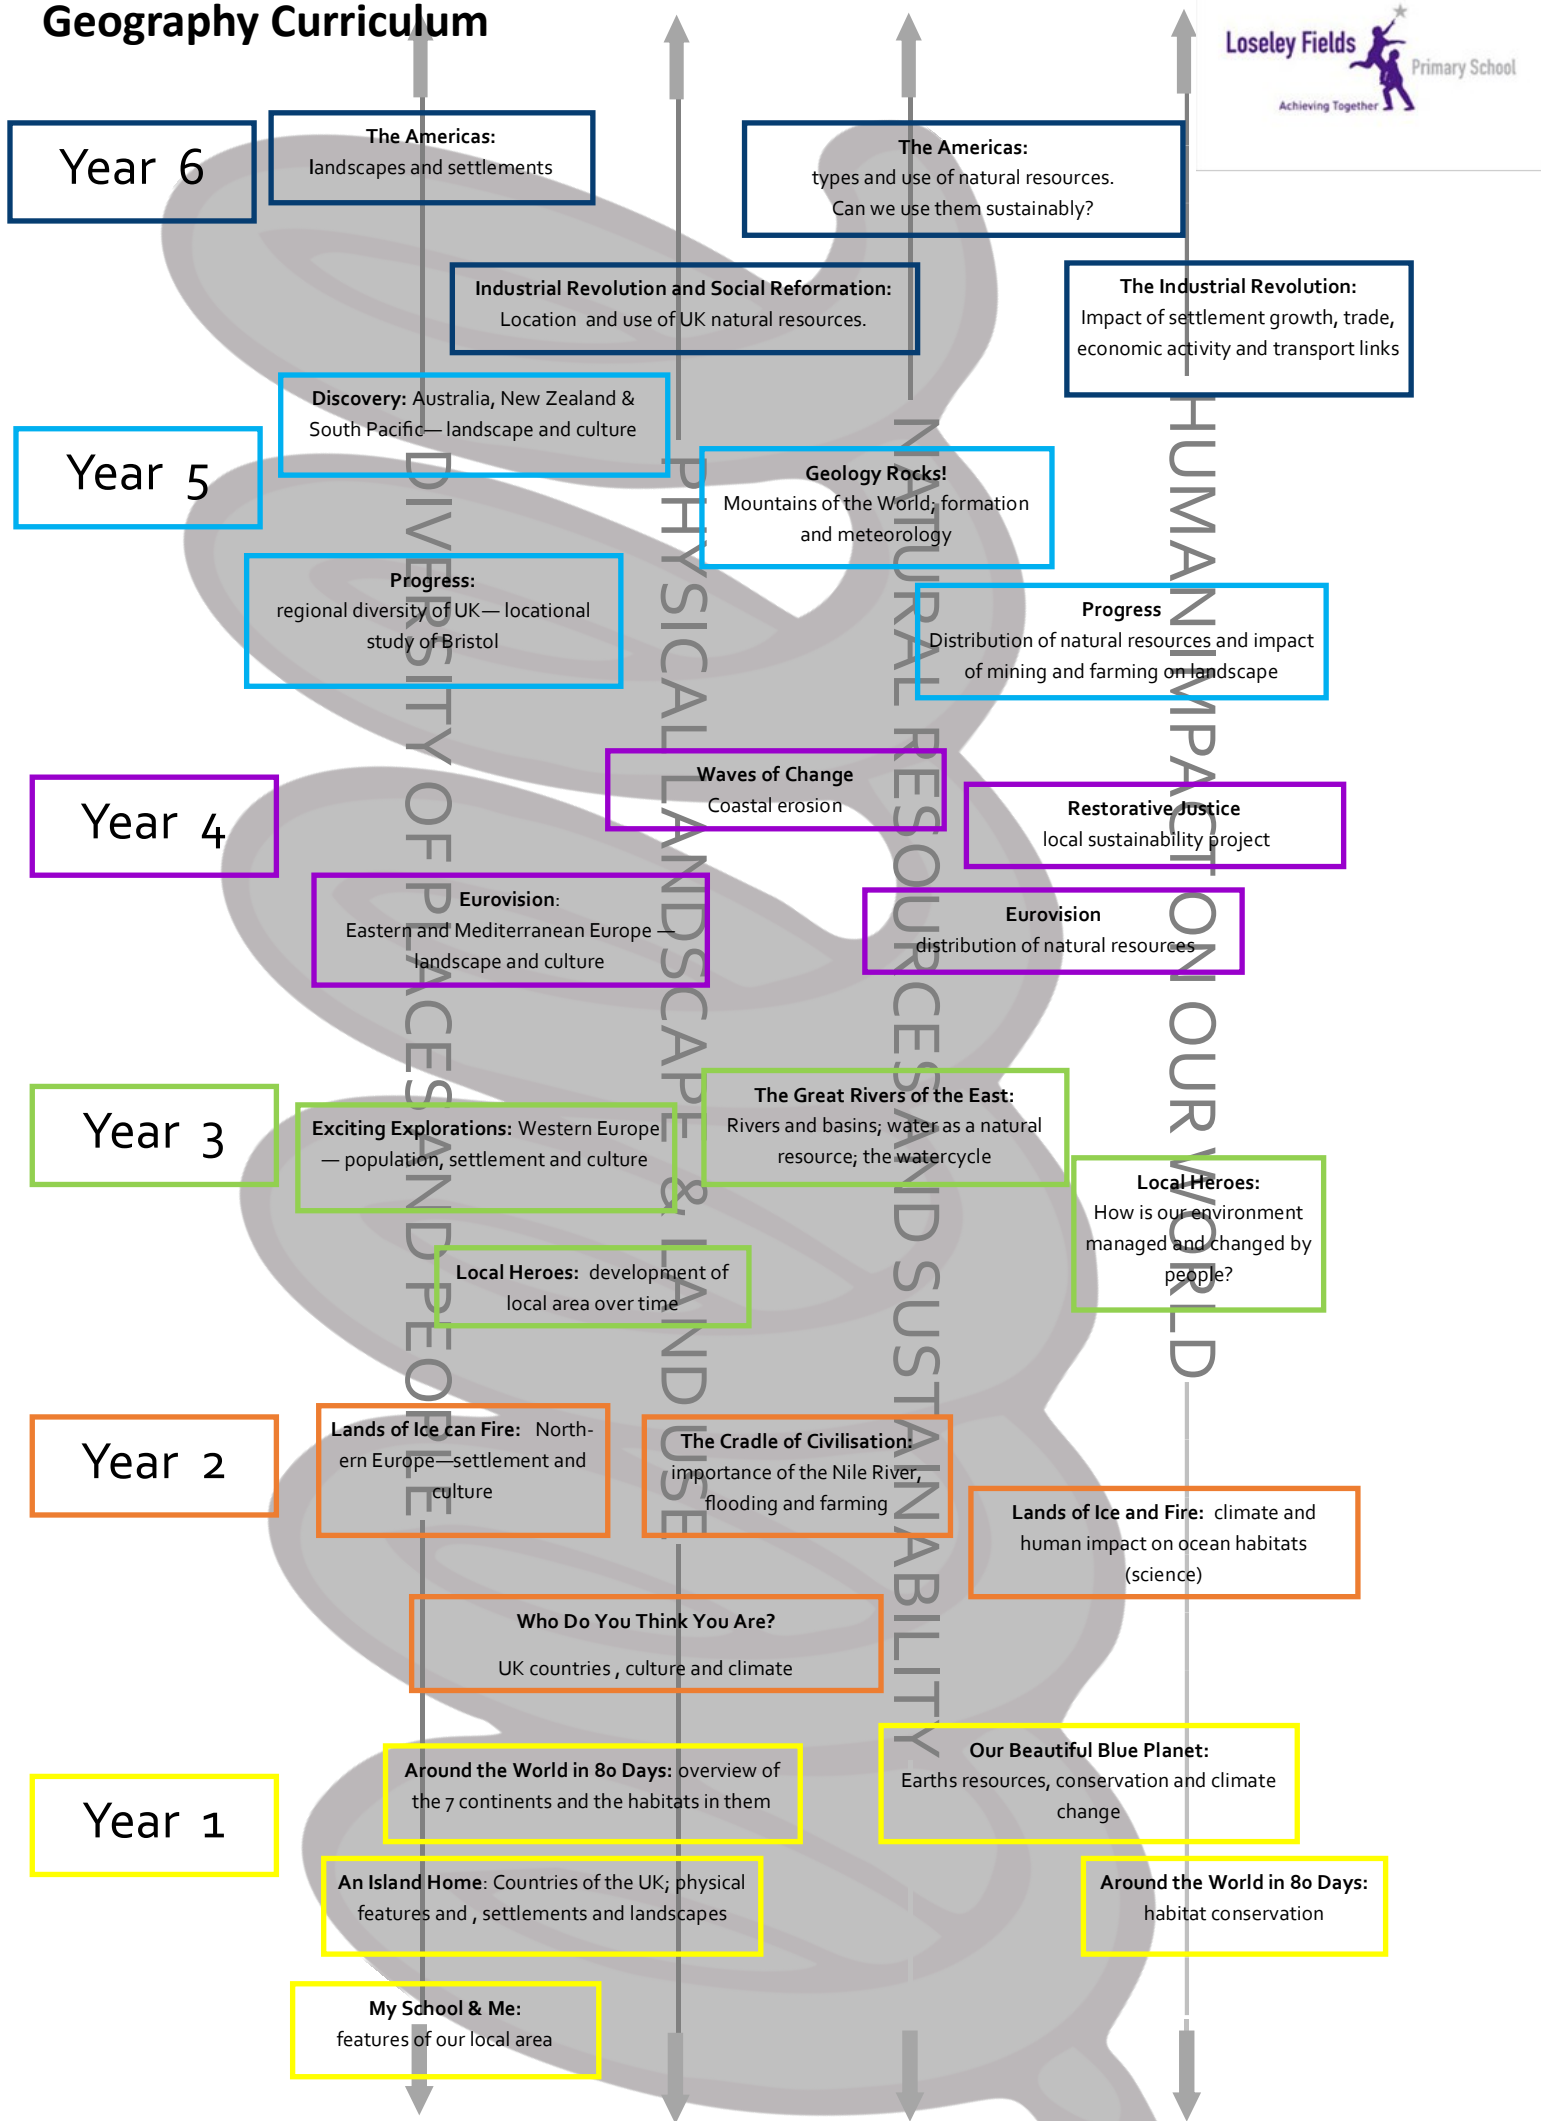 Geography Curriculum
Loseley Fields
Primary School
Achieving Together
Year 6
The Americas:
landscapes and settlements
The Americas:
types and use of natural resources.
Can we use them sustainably?
Industrial Revolution and Social Reformation:
Location and use of UK natural resources.
The Industrial Revolution:
Impact of settlement growth, trade,
economic activity and transport links
Year 5
Discovery: Australia, New Zealand &
South Pacific— landscape and culture
Geology Rocks!
Mountains of the World; formation
and meteorology
Progress:
regional diversity of UK— locational
study of Bristol
Progress
Distribution of natural resources and impact
of mining and farming on landscape
Year 4
Waves of Change
Coastal erosion
Restorative Justice
local sustainability project
Eurovision:
Eastern and Mediterranean Europe —
landscape and culture
Eurovision
distribution of natural resources
Year 3
Exciting Explorations: Western Europe
— population, settlement and culture
The Great Rivers of the East:
Rivers and basins; water as a natural
resource; the watercycle
Local Heroes:
How is our environment
managed and changed by
people?
Local Heroes: development of
local area over time
Year 2
Lands of Ice can Fire: North-
ern Europe—settlement and
culture
The Cradle of Civilisation:
importance of the Nile River,
flooding and farming
Lands of Ice and Fire: climate and
human impact on ocean habitats
(science)
Who Do You Think You Are?
UK countries , culture and climate
Year 1
Around the World in 80 Days: overview of
the 7 continents and the habitats in them
Our Beautiful Blue Planet:
Earths resources, conservation and climate
change
An Island Home: Countries of the UK; physical
features and , settlements and landscapes
Around the World in 80 Days:
habitat conservation
My School & Me:
features of our local area
DIVERSITY OF PLACES AND PEOPLE
PHYSICAL LANDSCAPE & LAND USE
NATURAL RESOURCES AND SUSTAINABILITY
HUMAN IMPACT ON OUR WORLD